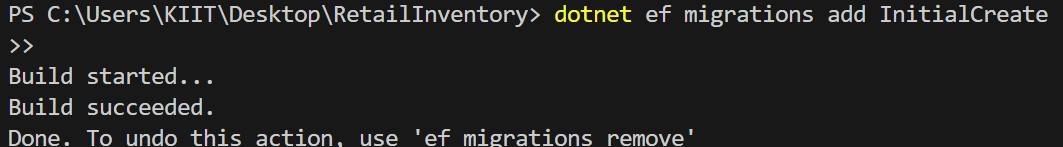 PS C:\Users\KIIT\Desktop\RetailInventory> dotnet ef migrations add InitialCreate
>>
Build started...
Build succeeded.
Done. To undo this action, use 'ef migrations remove'